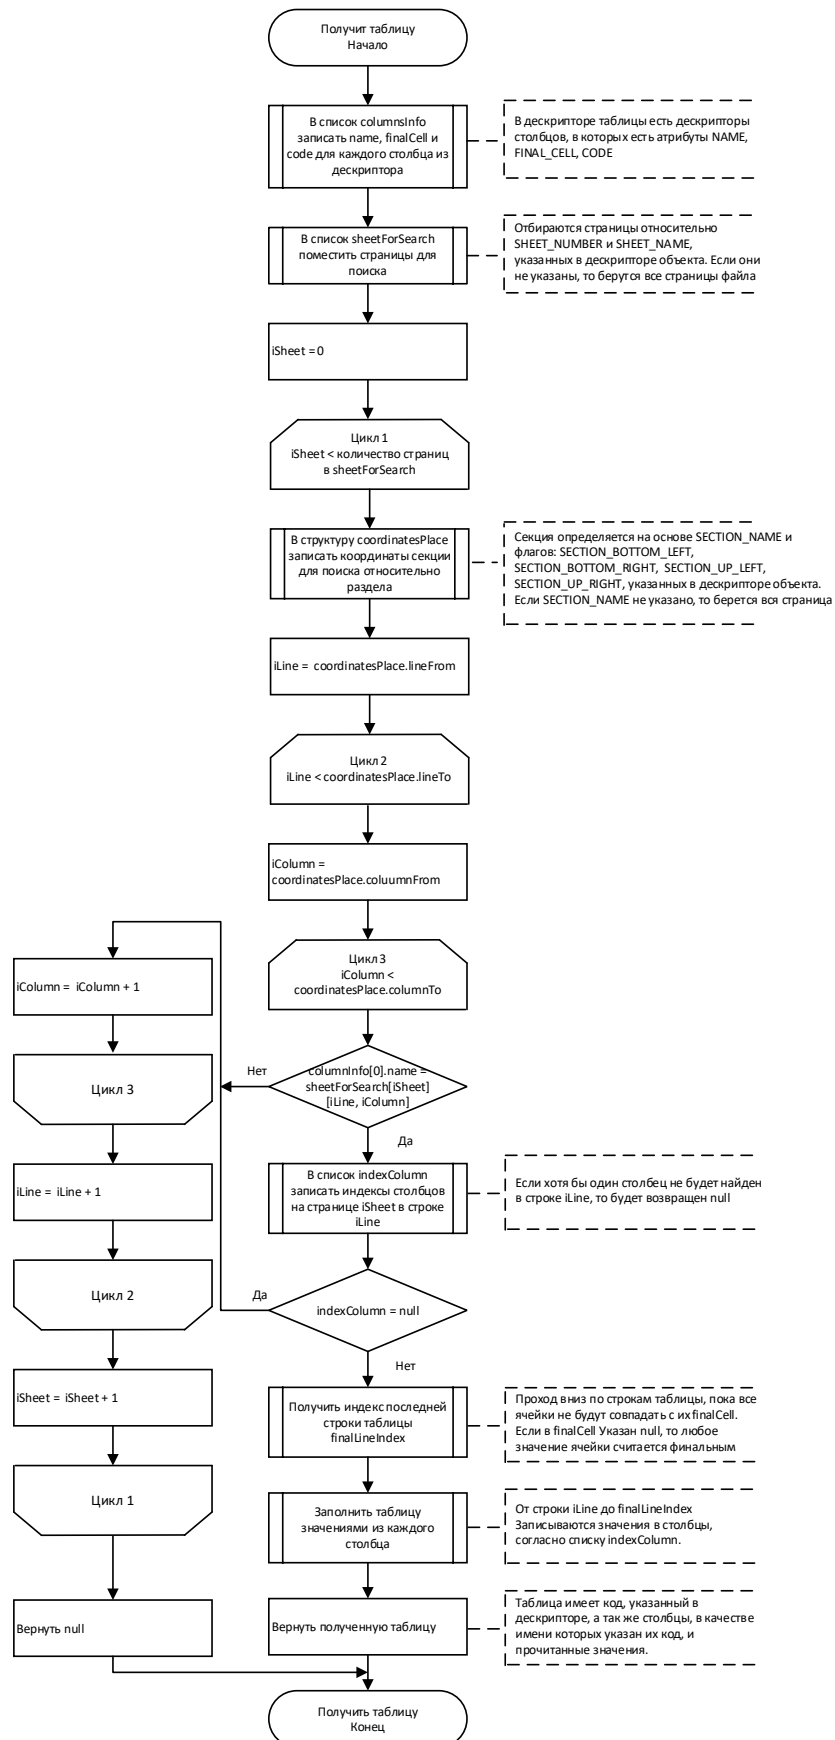 Получит таблицу
Начало
В список columnsInfo
записать name, finalCell и
code для каждого столбца из
дескриптора
В дескрипторе таблицы есть дескрипторы
столбцов, в которых есть атрибуты NAME,
FINAL_CELL, CODE
В список sheetForSearch
поместить страницы для
поиска
Отбираются страницы относительно
SHEET_NUMBER и SHEET_NAME,
указанных в дескрипторе объекта. Если они
не указаны, то берутся все страницы файла
iSheet = 0
Цикл 1
iSheet < количество страниц
в sheetForSearch
В структуру coordinatesPlace
записать координаты секции
для поиска относительно
раздела
Секция определяется на основе SECTION_NAME и
флагов: SECTION_BOTTOM_LEFT,
SECTION_BOTTOM_RIGHT, SECTION_UP_LEFT,
SECTION_UP_RIGHT, указанных в дескрипторе объекта.
Если SECTION_NAME не указано, то берется вся страница
iLine = coordinatesPlace.lineFrom
Цикл 2
iLine < coordinatesPlace.lineTo
iColumn =
coordinatesPlace.coluumnFrom
Цикл 3
iColumn <
coordinatesPlace.columnTo
iColumn = iColumn + 1
Цикл 3
Нет
columnInfo[0].name =
sheetForSearch[iSheet]
[iLine, iColumn]
Да
iLine = iLine + 1
В список indexColumn
записать индексы столбцов
на странице iSheet в строке
iLine
Если хотя бы один столбец не будет найден
в строке iLine, то будет возвращен null
Цикл 2
Да
indexColumn = null
Нет
iSheet = iSheet + 1
Получить индекс последней
строки таблицы
finalLineIndex
Проход вниз по строкам таблицы, пока все
ячейки не будут совпадать с их finalCell.
Если в finalCell Указан null, то любое
значение ячейки считается финальным
Цикл 1
Заполнить таблицу
значениями из каждого
столбца
От строки iLine до finalLineIndex
Записываются значения в столбцы,
согласно списку indexColumn.
Вернуть null
Вернуть полученную таблицу
Таблица имеет код, указанный в
дескрипторе, а так же столбцы, в качестве
имени которых указан их код, и
прочитанные значения.
Получить таблицу
Конец